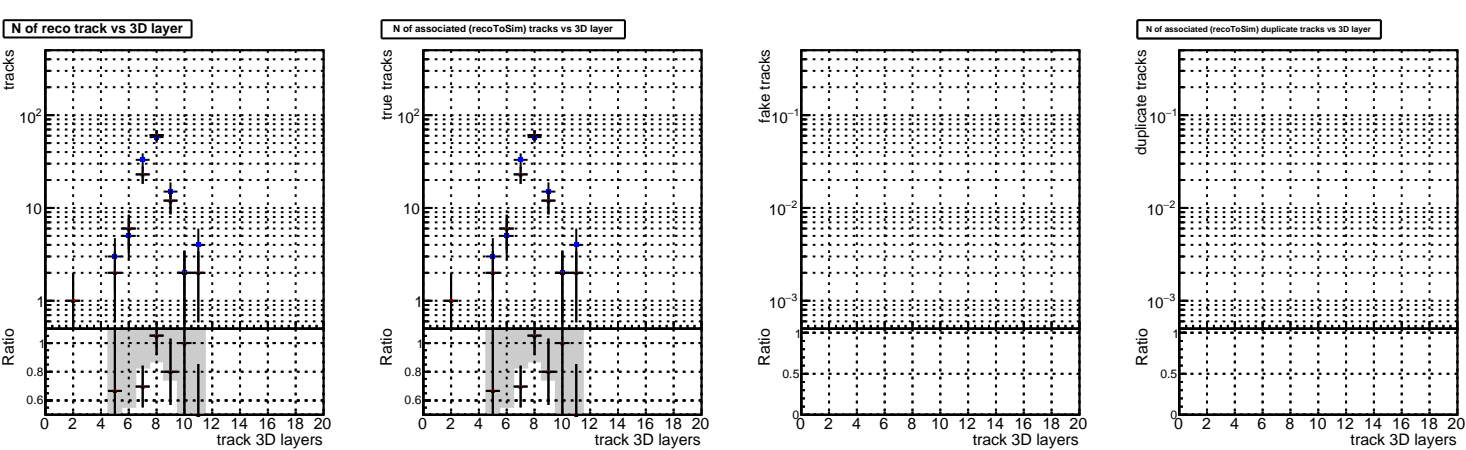 N of reco track vs 3D layer
tracks
10²
10
1
Ratio
1
0.8
0.6
0 2 4 6 8 10 12 14 16 18 20
track 3D layers
N of associated (recoToSim) tracks vs 3D layer
true tracks
10²
10
1
Ratio
1
0.8
0.6
0 2 4 6 8 10 12 14 16 18 20
track 3D layers
fake tracks
10⁻¹
10⁻²
10⁻³
Ratio
1
0.5
0
0 2 4 6 8 10 12 14 16 18 20
track 3D layers
N of associated (recoToSim) duplicate tracks vs 3D layer
duplicate tracks
10⁻¹
10⁻²
10⁻³
Ratio
1
0.5
0
0 2 4 6 8 10 12 14 16 18 20
track 3D layers